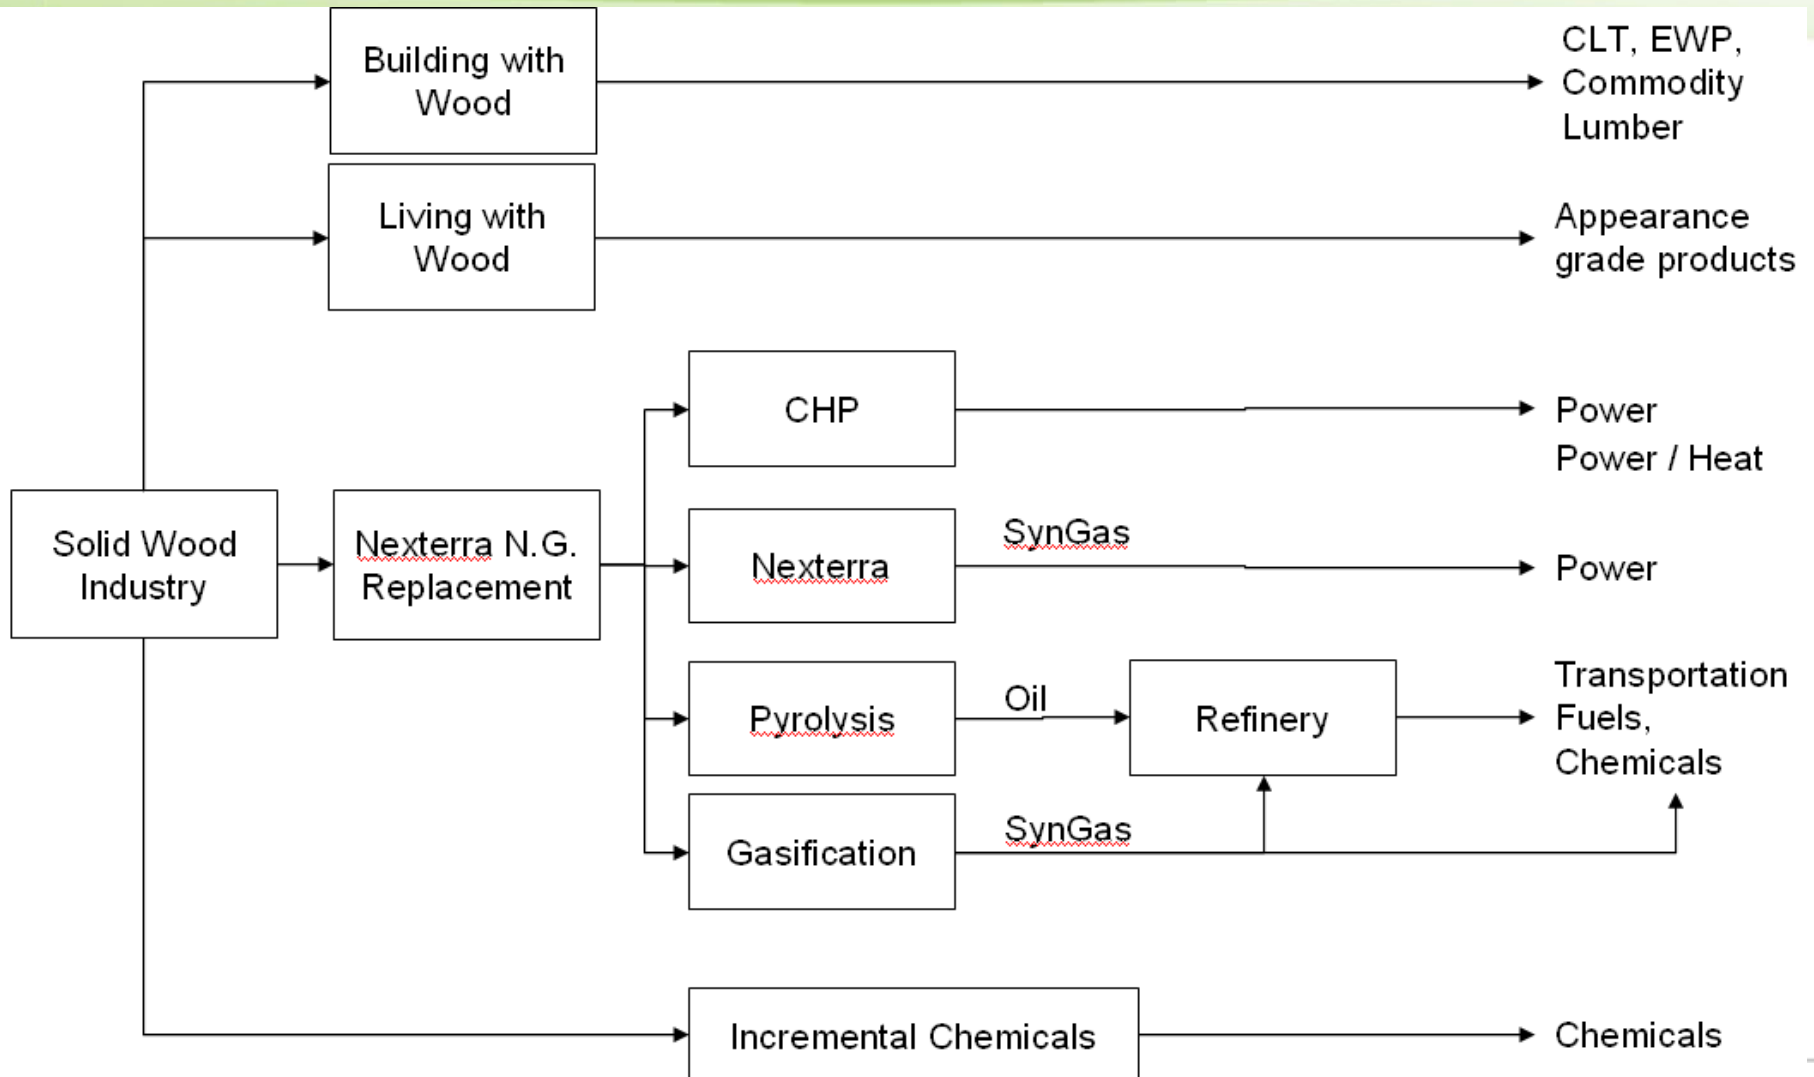 Building with
Wood
CLT, EWP,
Commodity
Lumber
Living with
Wood
Appearance
grade products
CHP
Power
Power / Heat
Solid Wood
Industry
Nexterra N.G.
Replacement
Nexterra
SynGas
Power
Pyrolysis
Oil
Refinery
Transportation
Fuels,
Chemicals
Gasification
SynGas
Incremental Chemicals
Chemicals